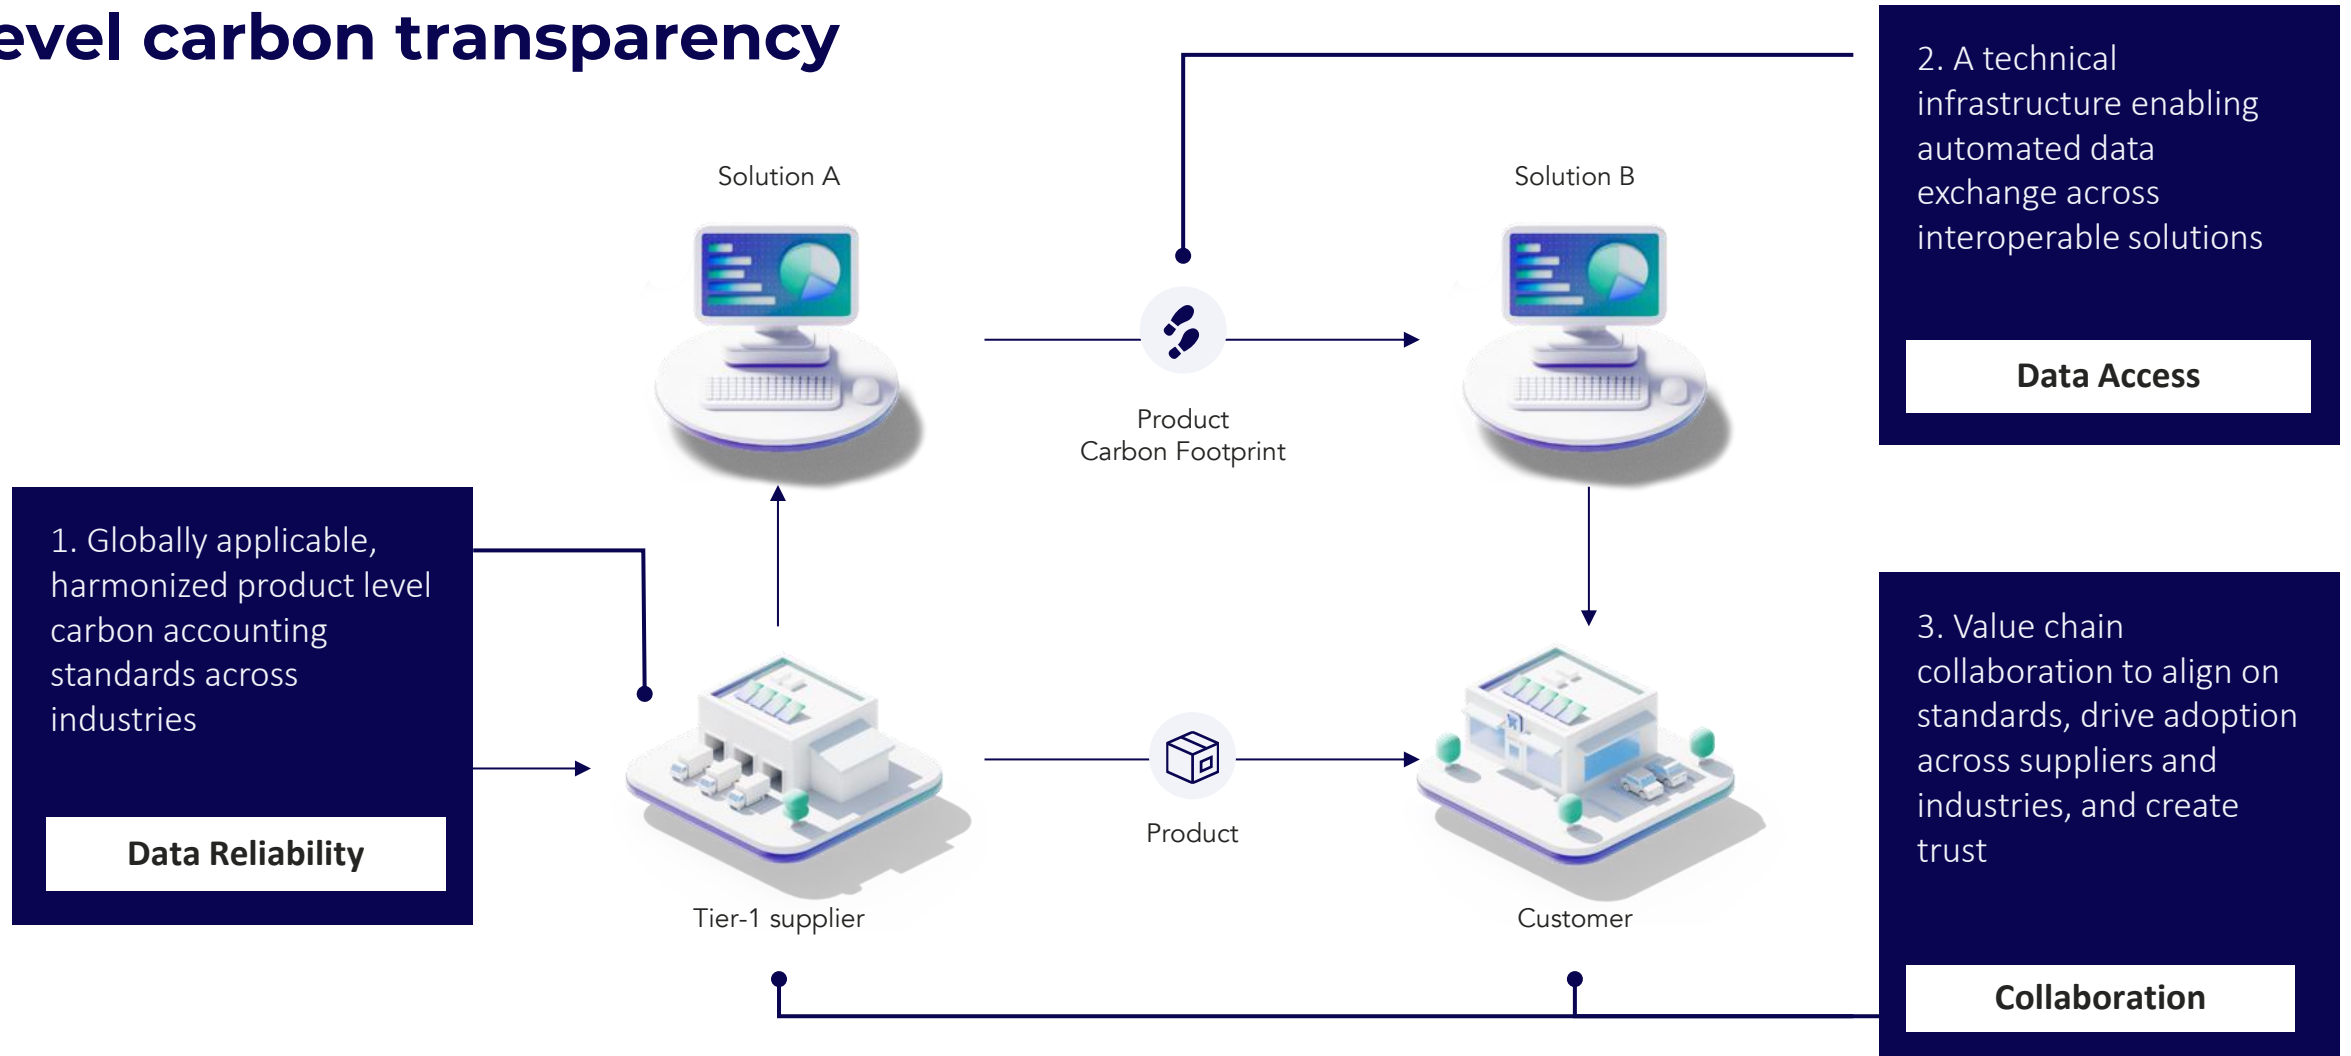 evel carbon transparency
2. A technical
infrastructure enabling
automated data
exchange across
interoperable solutions
Data Access
Solution A
Solution B
Product
Carbon Footprint
1. Globally applicable,
harmonized product level
carbon accounting
standards across
industries
Data Reliability
Tier-1 supplier
Product
Customer
3. Value chain
collaboration to align on
standards, drive adoption
across suppliers and
industries, and create
trust
Collaboration